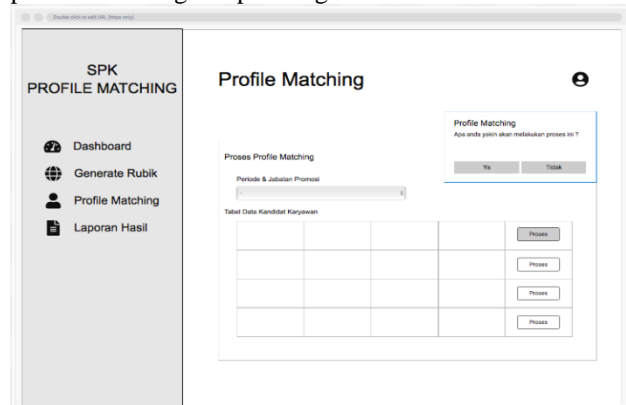 Double-click to edit URL (https only).
SPK
PROFILE MATCHING
Dashboard
Generate Rubik
Profile Matching
Laporan Hasil
Profile Matching
Profile Matching
Apa anda yakin akan melakukan proses ini ?
Ya
Tidak
Proses Profile Matching
Periode & Jabatan Promosi
-
Tabel Data Kandidat Karyawan
Proses
Proses
Proses
Proses